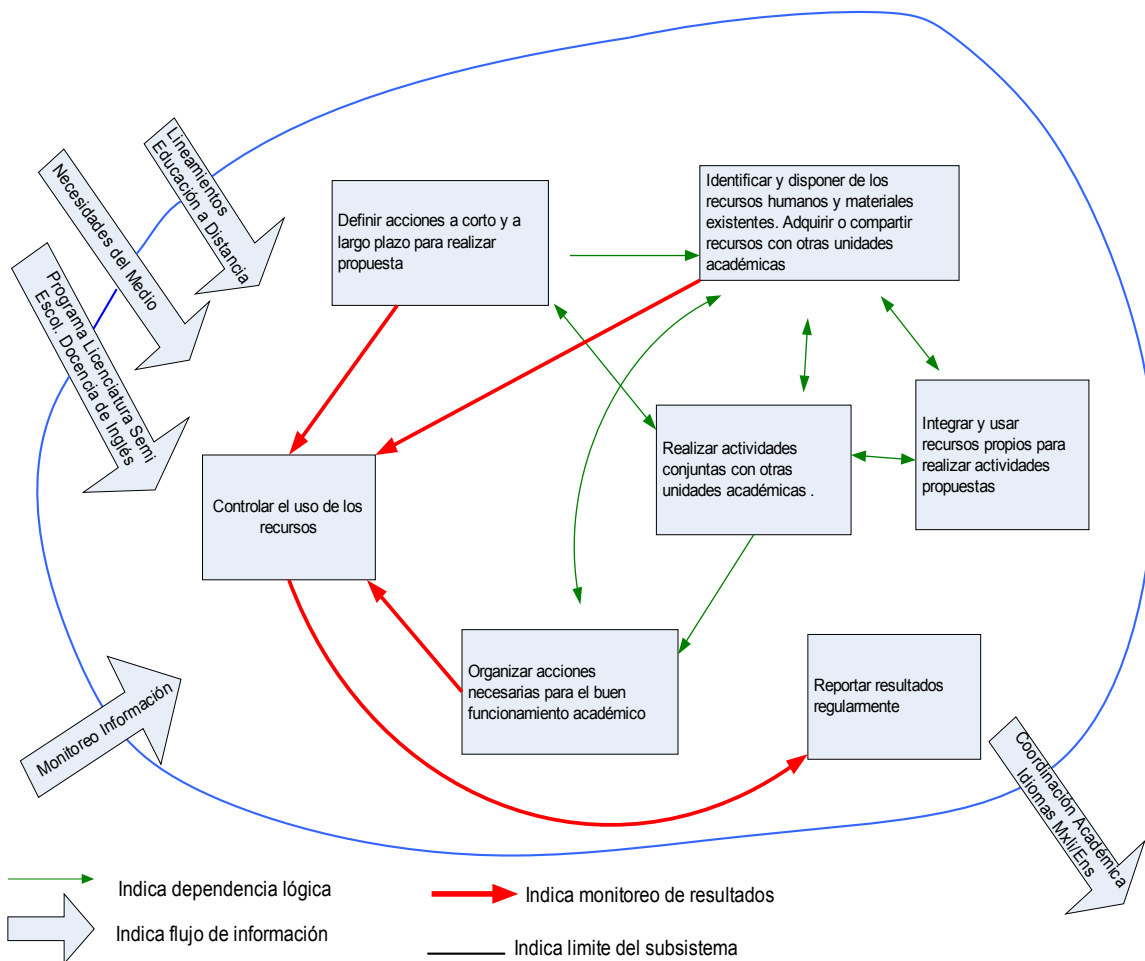 Lineamientos
Educación a Distancia
Necesidades del Medio
Programa Licenciatura Semi
Escol. Docencia de Inglés
Definir acciones a corto y a
largo plazo para realizar
propuesta
Identificar y disponer de los
recursos humanos y materiales
existentes. Adquirir o compartir
recursos con otras unidades
académicas
Realizar actividades
conjuntas con otras
unidades académicas .
Integrar y usar
recursos propios para
realizar actividades
propuestas
Controlar el uso de los
recursos
Organizar acciones
necesarias para el buen
funcionamiento académico
Reportar resultados
regularmente
Monitoreo Información
Coordinación Académica
Idiomas Mxli/Ens
Indica dependencia lógica
Indica monitoreo de resultados
Indica flujo de información
Indica limite del subsistema